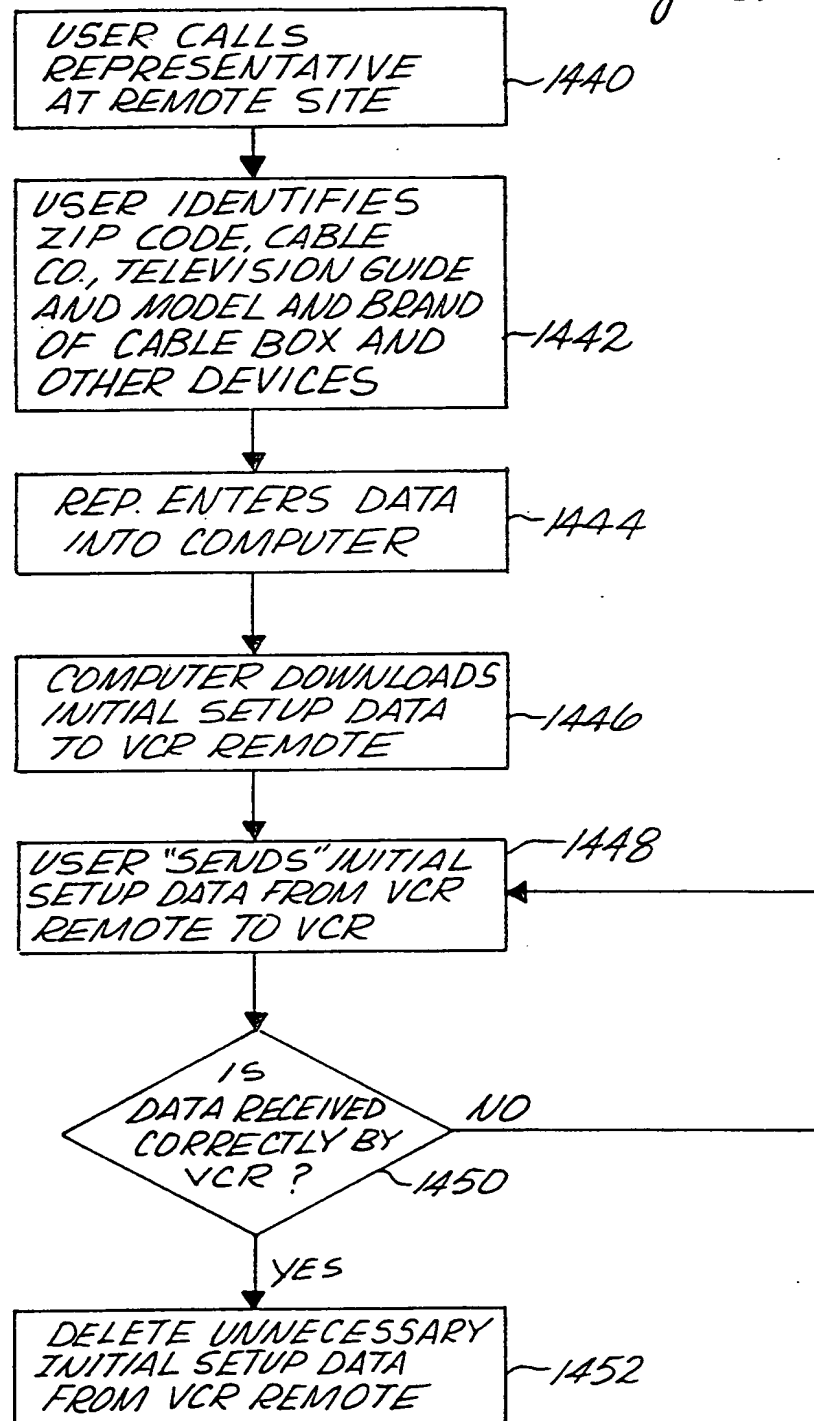 USER CALLS
REPRESENTATIVE
AT REMOTE SITE
1440
USER IDENTIFIES
ZIP CODE, CABLE
CO., TELEVISION GUIDE
AND MODEL AND BRAND
OF CABLE BOX AND
OTHER DEVICES
1442
REP. ENTERS DATA
INTO COMPUTER
1444
COMPUTER DOWNLOADS
INITIAL SETUP DATA
TO VCR REMOTE
1446
USER "SENDS" INITIAL
SETUP DATA FROM VCR
REMOTE TO VCR
1448
IS
DATA RECEIVED
CORRECTLY BY
VCR ?
1450
NO
YES
DELETE UNNECESSARY
INITIAL SETUP DATA
FROM VCR REMOTE
1452